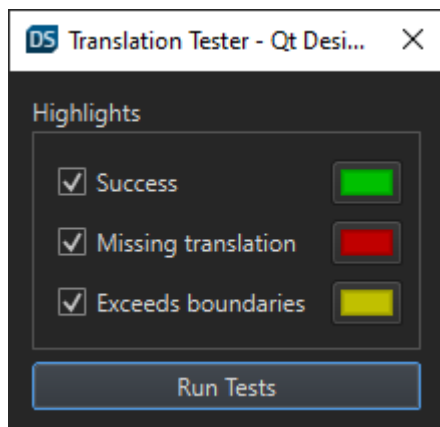 DS Translation Tester - Qt Desi...
Highlights
Success
Missing translation
Exceeds boundaries
Run Tests